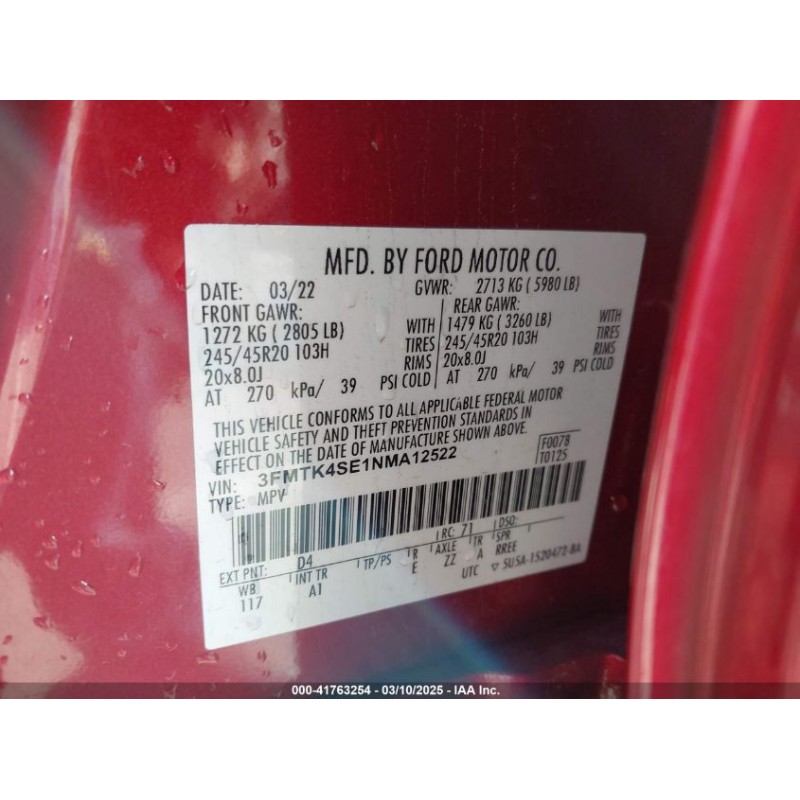 MFD. BY FORD MOTOR CO.
DATE: 03/22 GVWR: 2713 KG ( 5980 LB)
FRONT GAWR: REAR GAWR:
1272 KG ( 2805 LB) WITH 1479 KG ( 3260 LB) WITH
245/45R20 103H TIRES 245/45R20 103H TIRES
20x8.0J RIMS 20x8.0J RIMS
AT 270 kPa/ 39 PSI COLD AT 270 kPa/ 39 PSI COLD
THIS VEHICLE CONFORMS TO ALL APPLICABLE FEDERAL MOTOR
VEHICLE SAFETY AND THEFT PREVENTION STANDARDS IN
EFFECT ON THE DATE OF MANUFACTURE SHOWN ABOVE.
F0078
VIN: 3FMTK4SE1NMA12522 T0125
TYPE: MPV
RC: 71 DSO:
EXT PNT: D4 R AXLE TR SPR
WB INT TR TP/PS E ZZ A RREE
117 A1 UTC ▽ 5U5A-1520472-BA
000-41763254 - 03/10/2025 - IAA Inc.